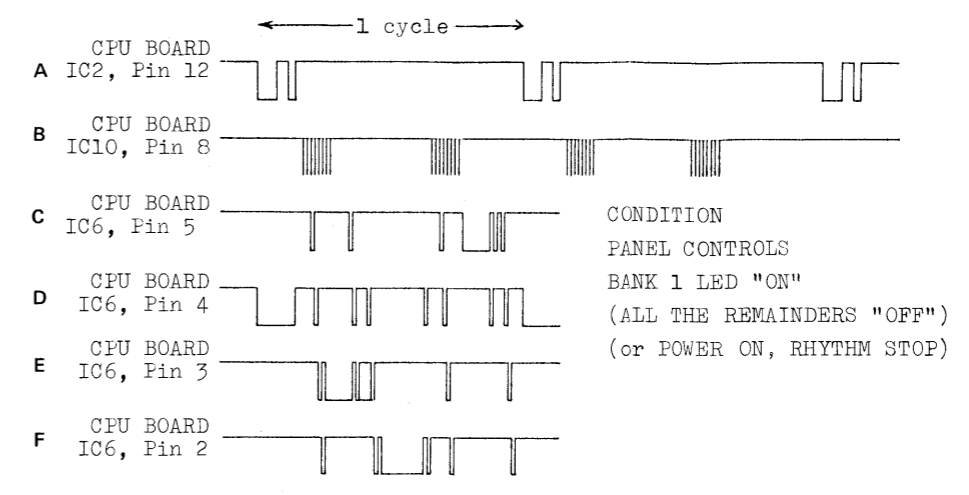 1 cycle
CPU BOARD
A IC2, Pin 12
CPU BOARD
B IC10, Pin 8
CPU BOARD
C IC6, Pin 5
CPU BOARD
D IC6, Pin 4
CPU BOARD
E IC6, Pin 3
CPU BOARD
F IC6, Pin 2
CONDITION
PANEL CONTROLS
BANK 1 LED "ON"
(ALL THE REMAINDERS "OFF")
(or POWER ON, RHYTHM STOP)